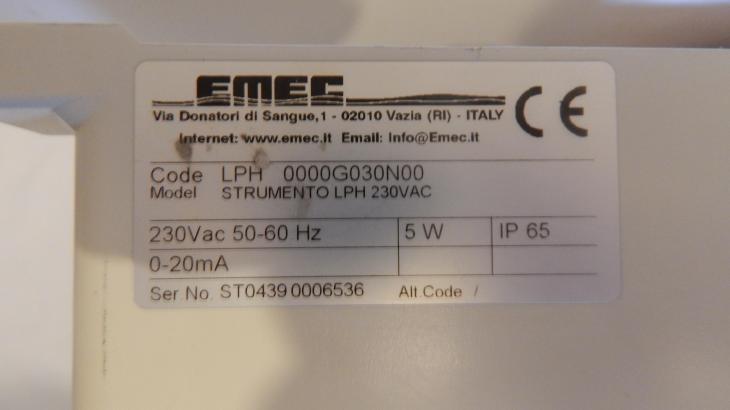 EMEC
Via Donatori di Sangue,1 - 02010 Vazia (RI) - ITALY
CE
Internet: www.emec.it Email: Info@Emec.it
Code LPH 0000G030N00
Model STRUMENTO LPH 230VAC
230Vac 50-60 Hz 5 W IP 65
0-20mA
Ser.No. ST0439 0006536 Alt.Code /